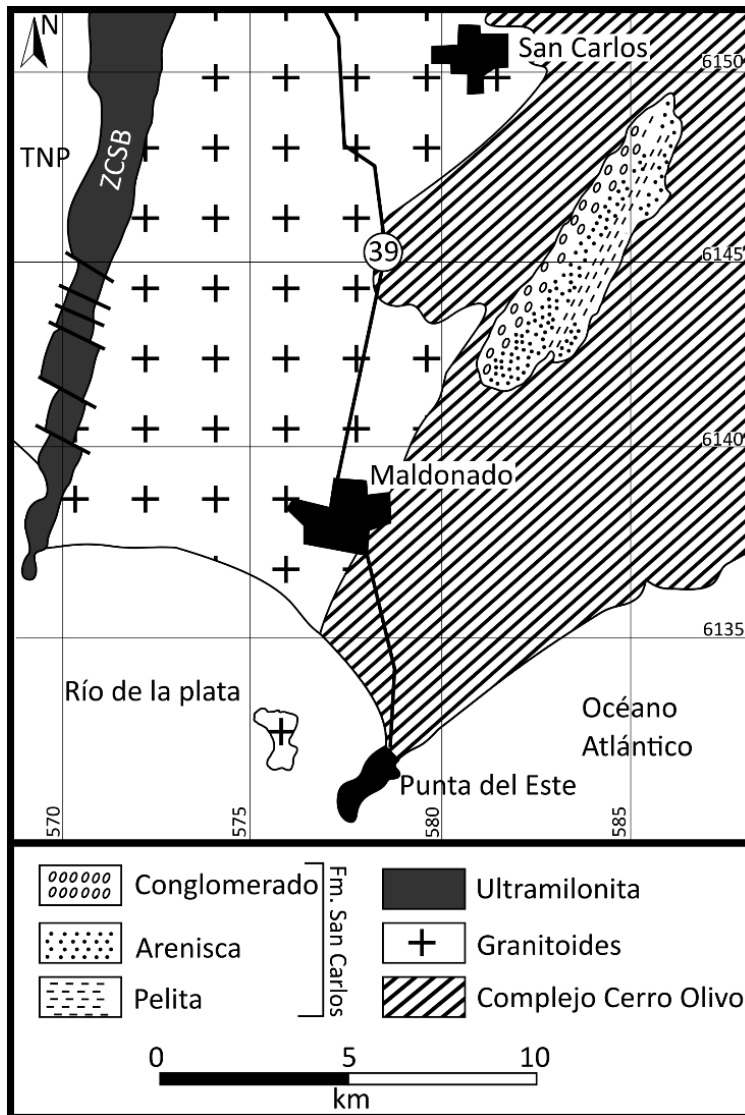 N
San Carlos
6150
TNP
ZCSB
39
6145
6140
Maldonado
6135
Río de la plata
Océano
Atlántico
Punta del Este
570
575
580
585
Conglomerado
Arenisca
Pelita
Fm. San Carlos
Ultramilonita
Granitoides
Complejo Cerro Olivo
0 5 10
km